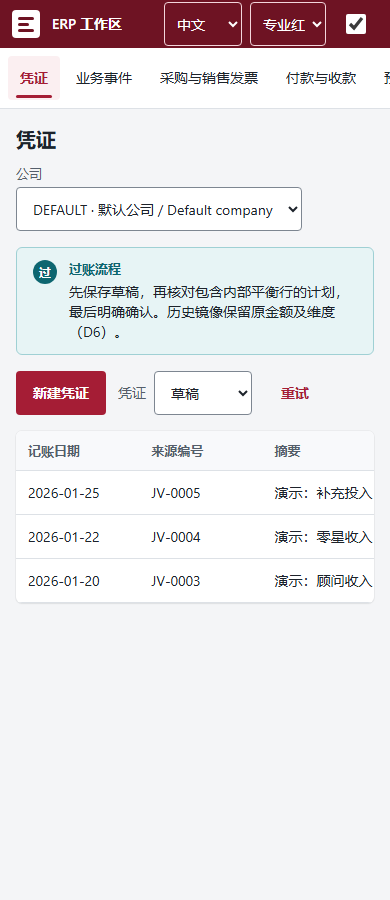 ERP 工作区
中文
专业红
凭证
业务事件
采购与销售发票
付款与收款
凭证
公司
DEFAULT · 默认公司 / Default company
过
过账流程
先保存草稿，再核对包含内部平衡行的计划，
最后明确确认。历史镜像保留原金额及维度
（D6）。
新建凭证
凭证
草稿
重试
记账日期 来源编号 摘要
2026-01-25 JV-0005 演示：补充投入
2026-01-22 JV-0004 演示：零星收入
2026-01-20 JV-0003 演示：顾问收入